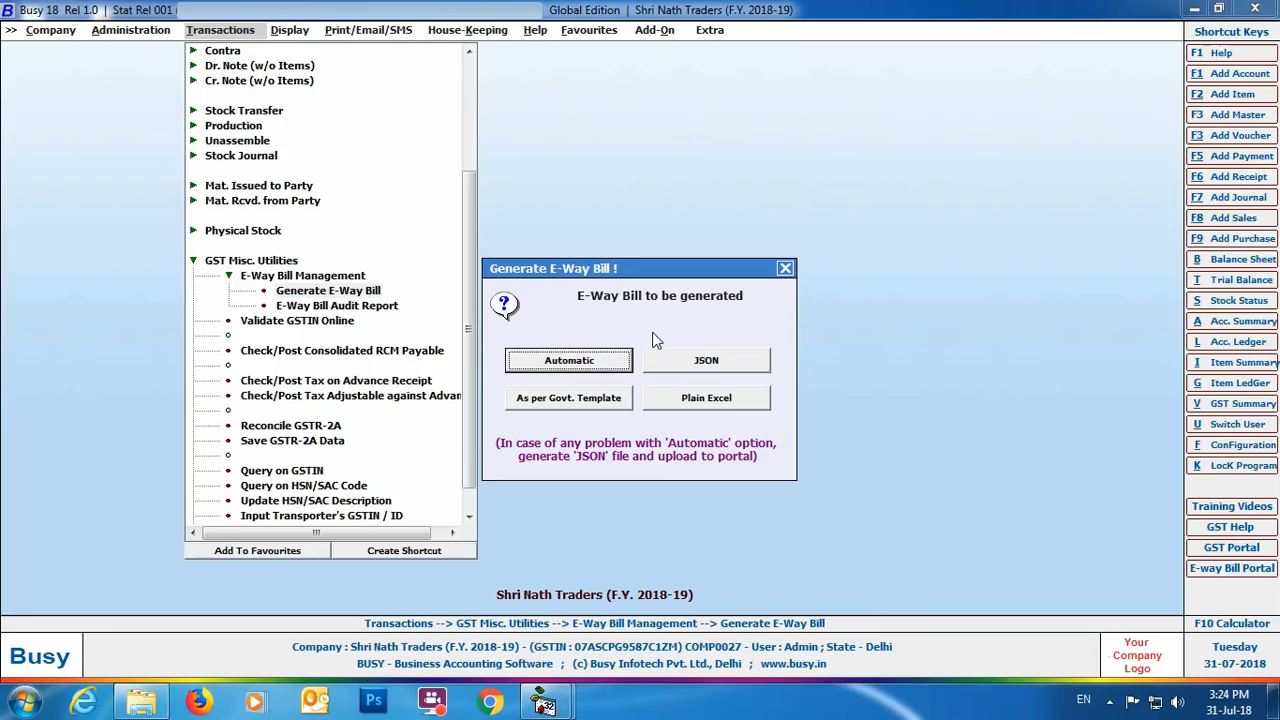 Busy 18 Rel 1.0 | Stat Rel 001
Global Edition | Shri Nath Traders (F.Y. 2018-19)
>> Company Administration Transactions Display Print/Email/SMS House-Keeping Help Favourites Add-On Extra
Contra
Dr. Note (w/o Items)
Cr. Note (w/o Items)
Stock Transfer
Production
Unassemble
Stock Journal
Mat. Issued to Party
Mat. Rcvd. from Party
Physical Stock
GST Misc. Utilities
E-Way Bill Management
Generate E-Way Bill
E-Way Bill Audit Report
Validate GSTIN Online
Check/Post Consolidated RCM Payable
Check/Post Tax on Advance Receipt
Check/Post Tax Adjustable against Advan
Reconcile GSTR-2A
Save GSTR-2A Data
Query on GSTIN
Query on HSN/SAC Code
Update HSN/SAC Description
Input Transporter's GSTIN / ID
Add To Favourites Create Shortcut
Generate E-Way Bill !
E-Way Bill to be generated
Automatic JSON
As per Govt. Template Plain Excel
(In case of any problem with 'Automatic' option,
generate 'JSON' file and upload to portal)
Shortcut Keys
F1 Help
F1 Add Account
F2 Add Item
F3 Add Master
F3 Add Voucher
F5 Add Payment
F6 Add Receipt
F7 Add Journal
F8 Add Sales
F9 Add Purchase
B Balance Sheet
T Trial Balance
S Stock Status
A Acc. Summary
L Acc. Ledger
I Item Summary
G Item LedGer
V GST Summary
U Switch User
F ConFiguration
K LocK Program
Training Videos
GST Help
GST Portal
E-way Bill Portal
Shri Nath Traders (F.Y. 2018-19)
Transactions --> GST Misc. Utilities --> E-Way Bill Management --> Generate E-Way Bill
F10 Calculator
Busy
Company : Shri Nath Traders (F.Y. 2018-19) - (GSTIN : 07ASCPG9587C1ZM) COMP0027 - User : Admin ; State - Delhi
BUSY - Business Accounting Software ; (c) Busy Infotech Pvt. Ltd., Delhi ; www.busy.in
Your
Company
Logo
Tuesday
31-07-2018
Ps
32
EN
3:24 PM
31-Jul-18